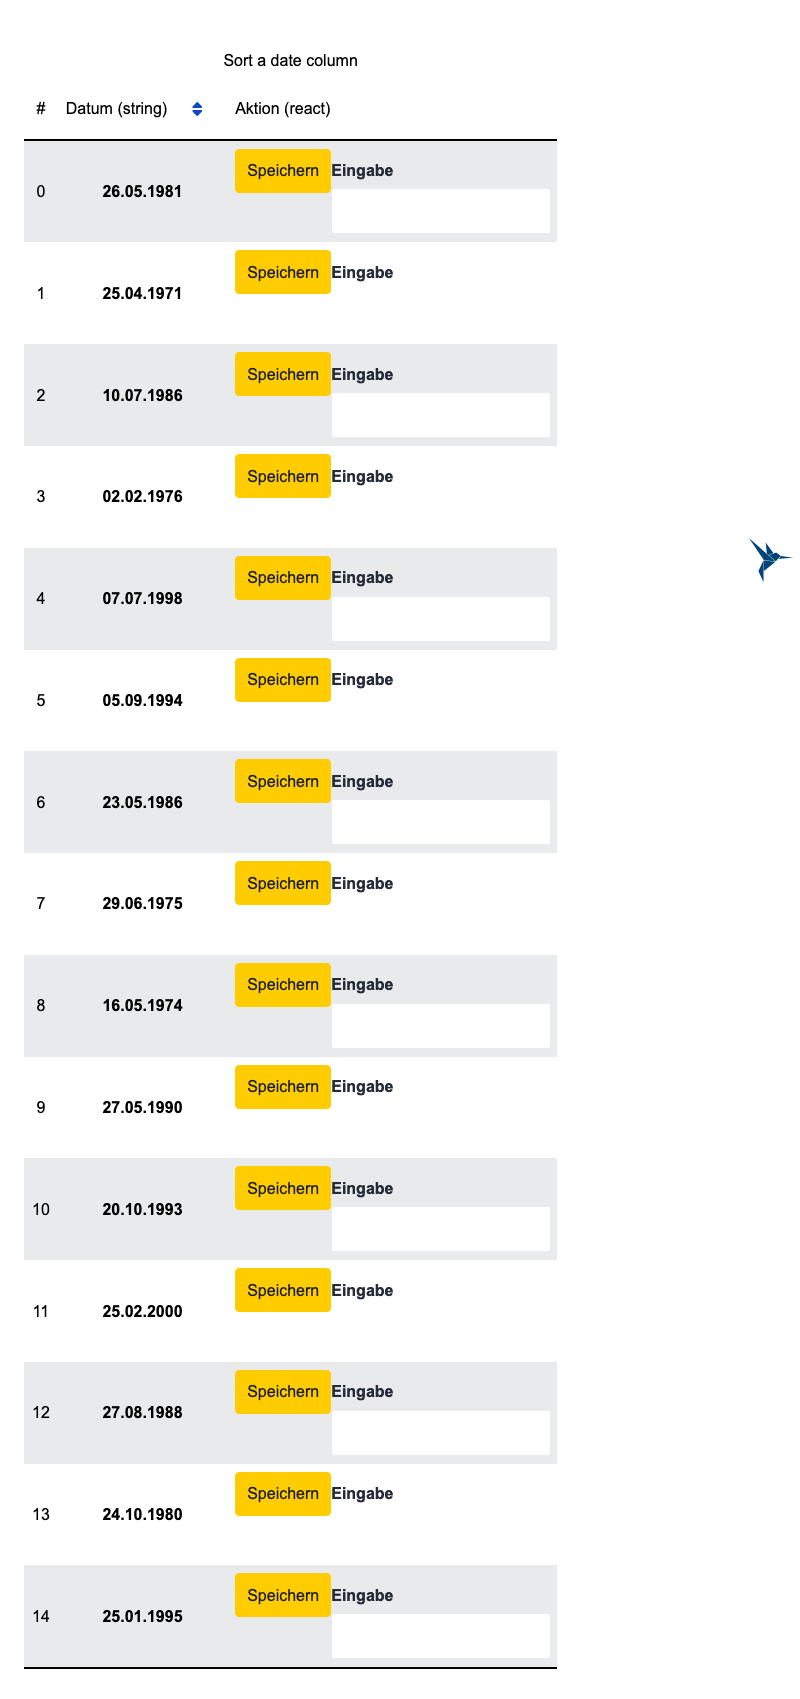 Sort a date column
# Datum (string) Aktion (react)
0 26.05.1981 Speichern Eingabe
1 25.04.1971 Speichern Eingabe
2 10.07.1986 Speichern Eingabe
3 02.02.1976 Speichern Eingabe
4 07.07.1998 Speichern Eingabe
5 05.09.1994 Speichern Eingabe
6 23.05.1986 Speichern Eingabe
7 29.06.1975 Speichern Eingabe
8 16.05.1974 Speichern Eingabe
9 27.05.1990 Speichern Eingabe
10 20.10.1993 Speichern Eingabe
11 25.02.2000 Speichern Eingabe
12 27.08.1988 Speichern Eingabe
13 24.10.1980 Speichern Eingabe
14 25.01.1995 Speichern Eingabe